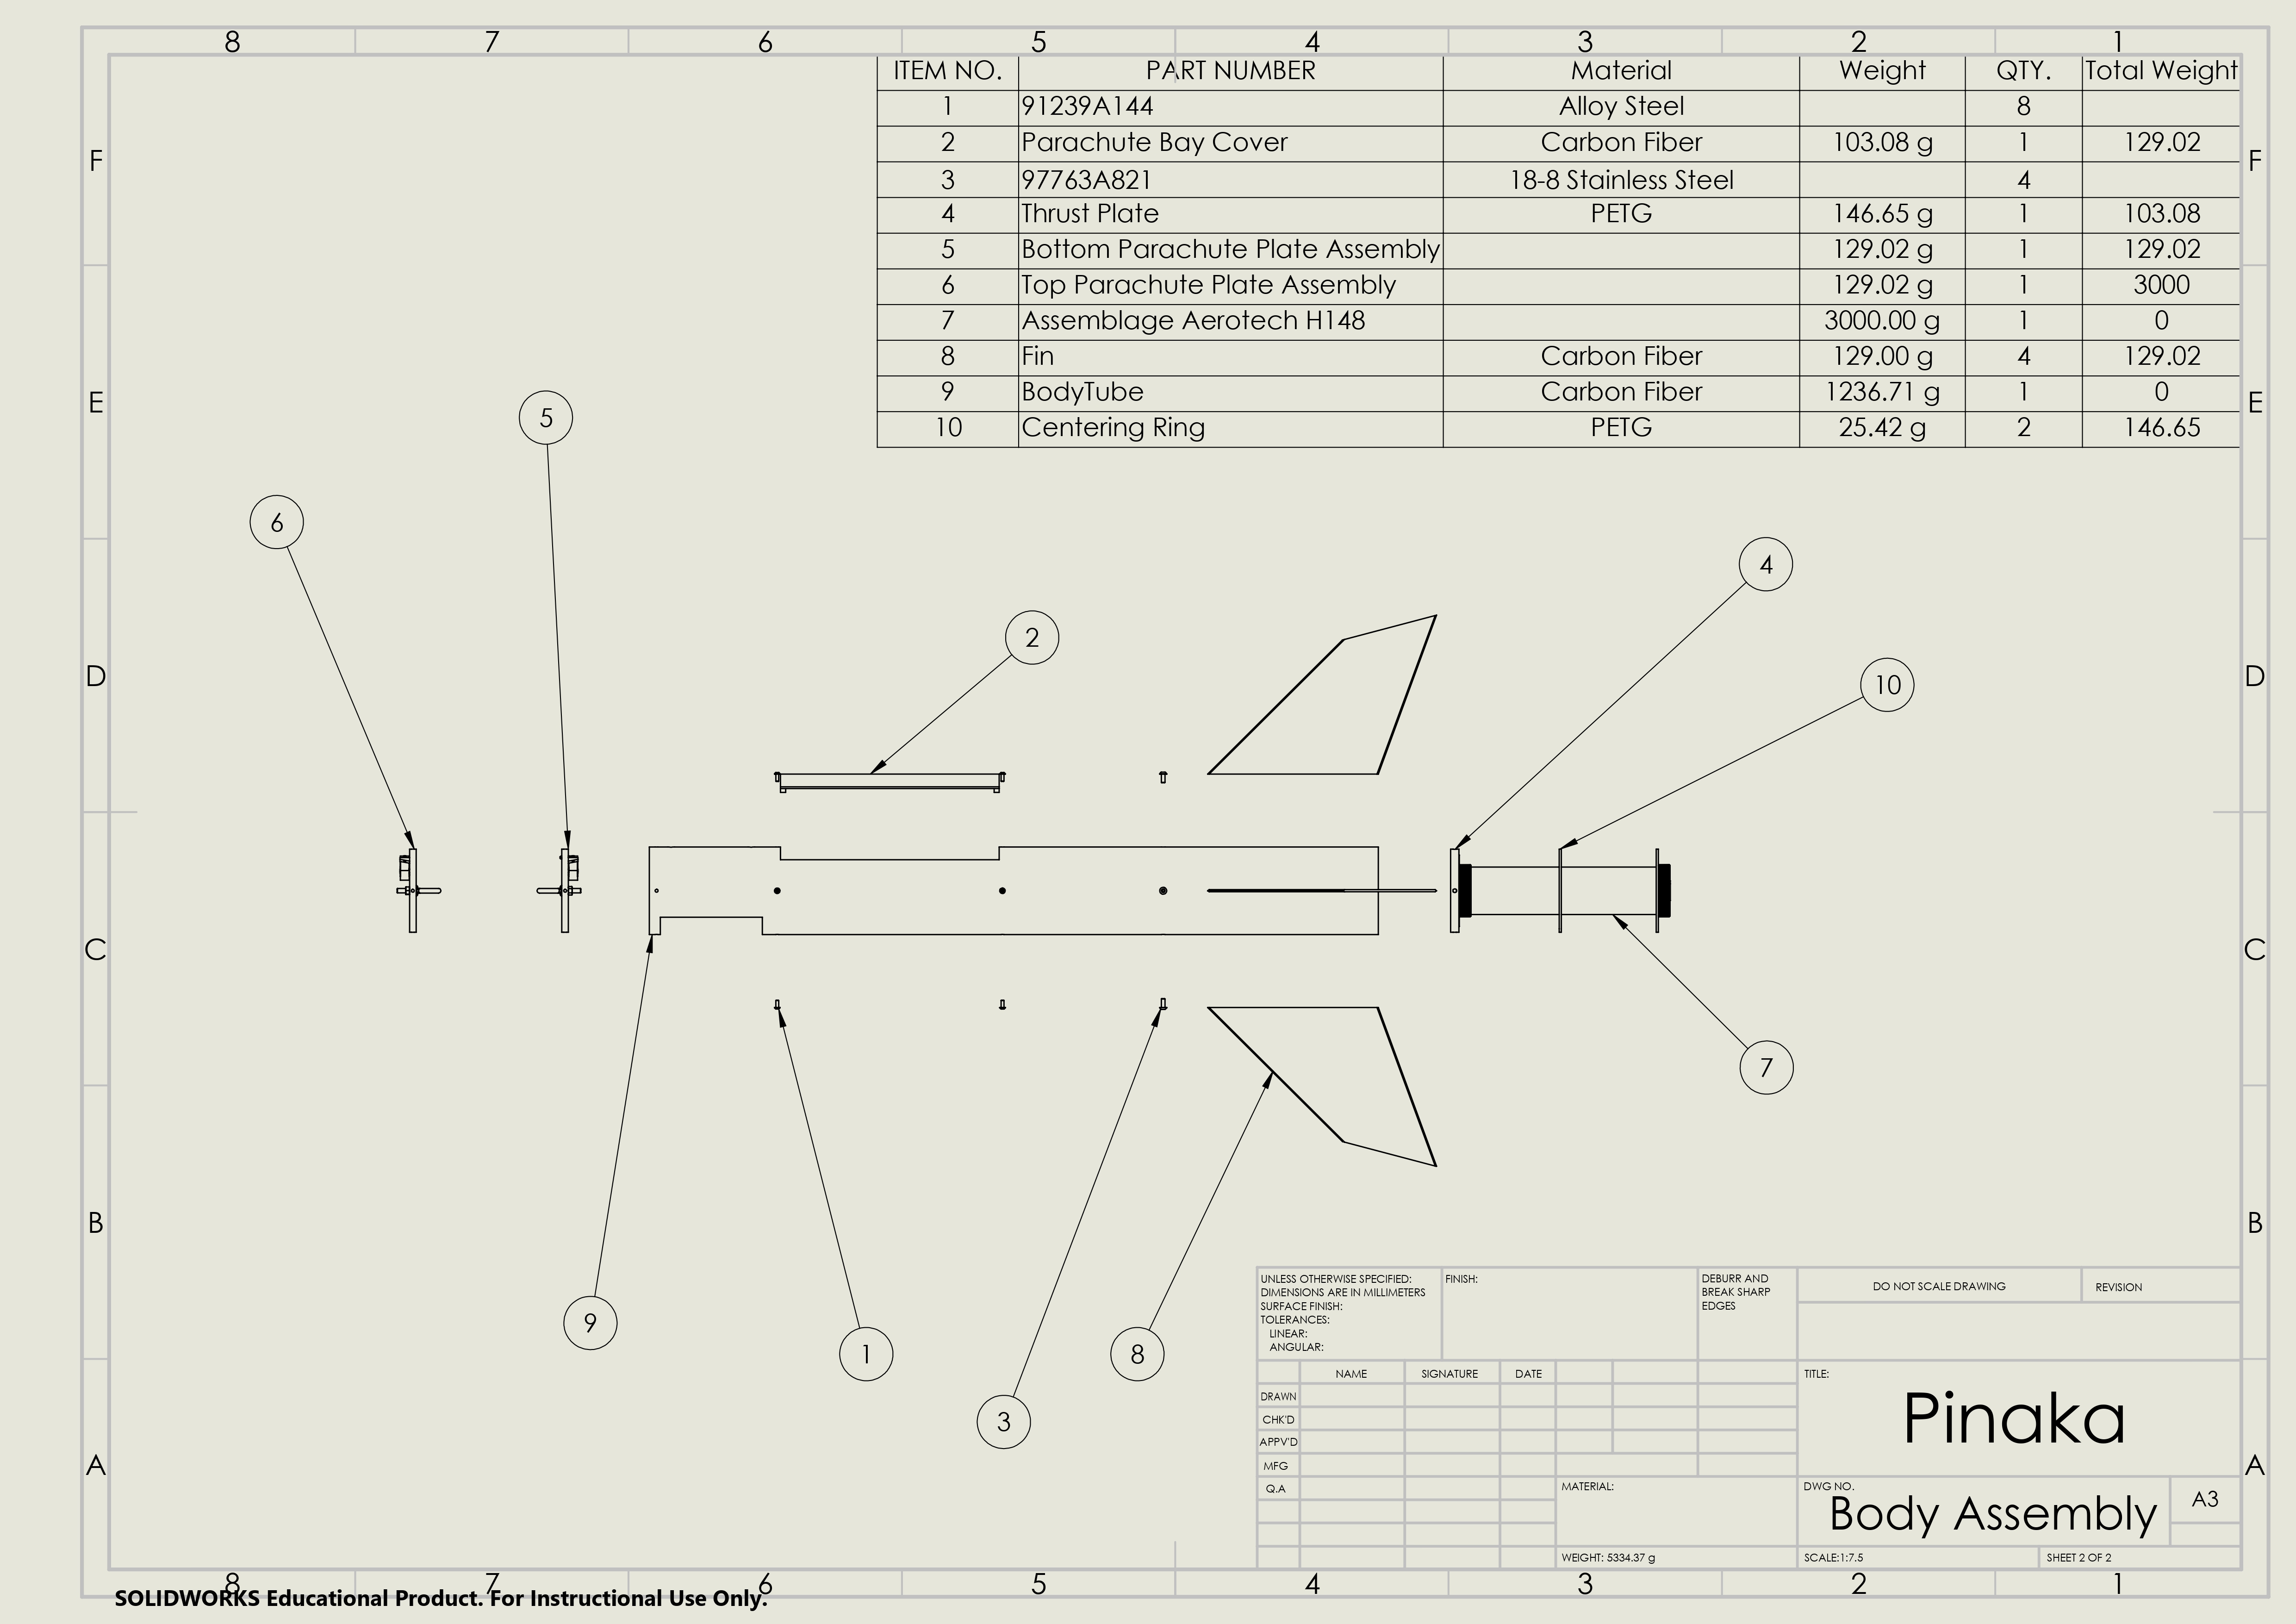 8 7 6 5 4 3 2 1
ITEM NO. PART NUMBER Material Weight QTY. Total Weight
1 91239A144 Alloy Steel 8
2 Parachute Bay Cover Carbon Fiber 103.08 g 1 129.02
3 97763A821 18-8 Stainless Steel 4
4 Thrust Plate PETG 146.65 g 1 103.08
5 Bottom Parachute Plate Assembly 129.02 g 1 129.02
6 Top Parachute Plate Assembly 129.02 g 1 3000
7 Assemblage Aerotech H148 3000.00 g 1 0
8 Fin Carbon Fiber 129.00 g 4 129.02
9 BodyTube Carbon Fiber 1236.71 g 1 0
10 Centering Ring PETG 25.42 g 2 146.65
F F
E E
5
6
4
2
D D
10
C C
7
B B
9
1
8
3
UNLESS OTHERWISE SPECIFIED:
DIMENSIONS ARE IN MILLIMETERS
SURFACE FINISH:
TOLERANCES:
LINEAR:
ANGULAR:
FINISH:
DEBURR AND
BREAK SHARP
EDGES
DO NOT SCALE DRAWING
REVISION
NAME SIGNATURE DATE
DRAWN
CHK'D
APPV'D
MFG
Q.A
TITLE:
Pinaka
A A
MATERIAL:
DWG NO.
Body Assembly
A3
WEIGHT: 5334.37 g
SCALE:1:7.5
SHEET 2 OF 2
8 7 6 5 4 3 2 1
SOLIDWORKS Educational Product. For Instructional Use Only.